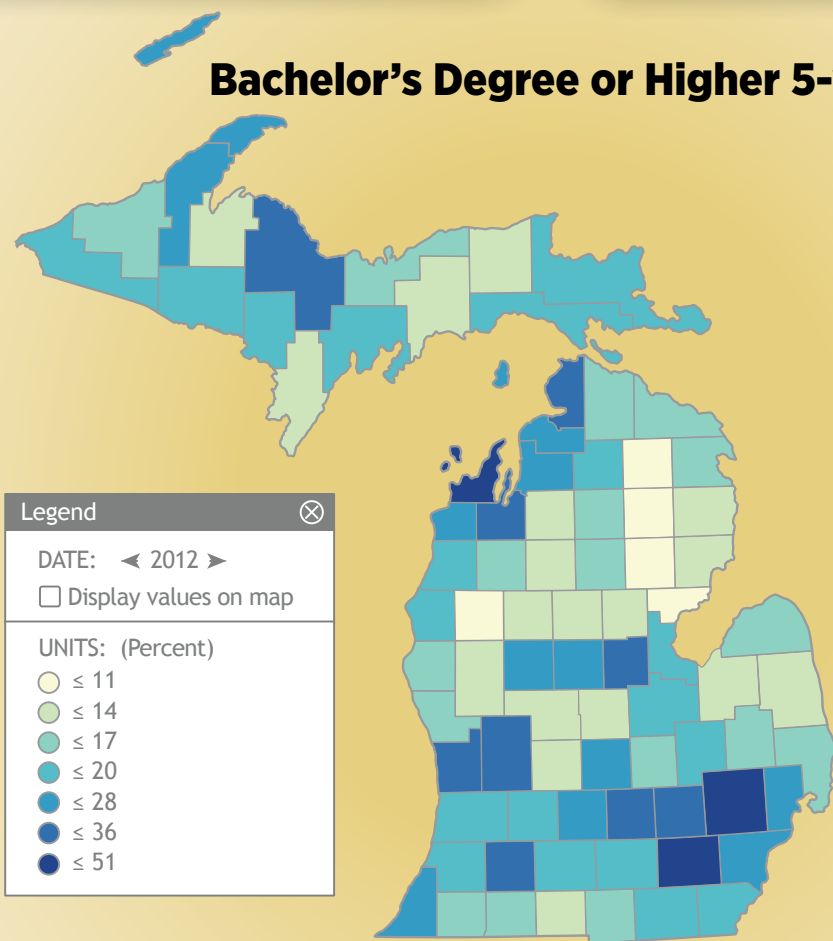 Bachelor’s Degree or Higher 5-
Legend
DATE: 2012
Display values on map
UNITS: (Percent)
≤ 11
≤ 14
≤ 17
≤ 20
≤ 28
≤ 36
≤ 51